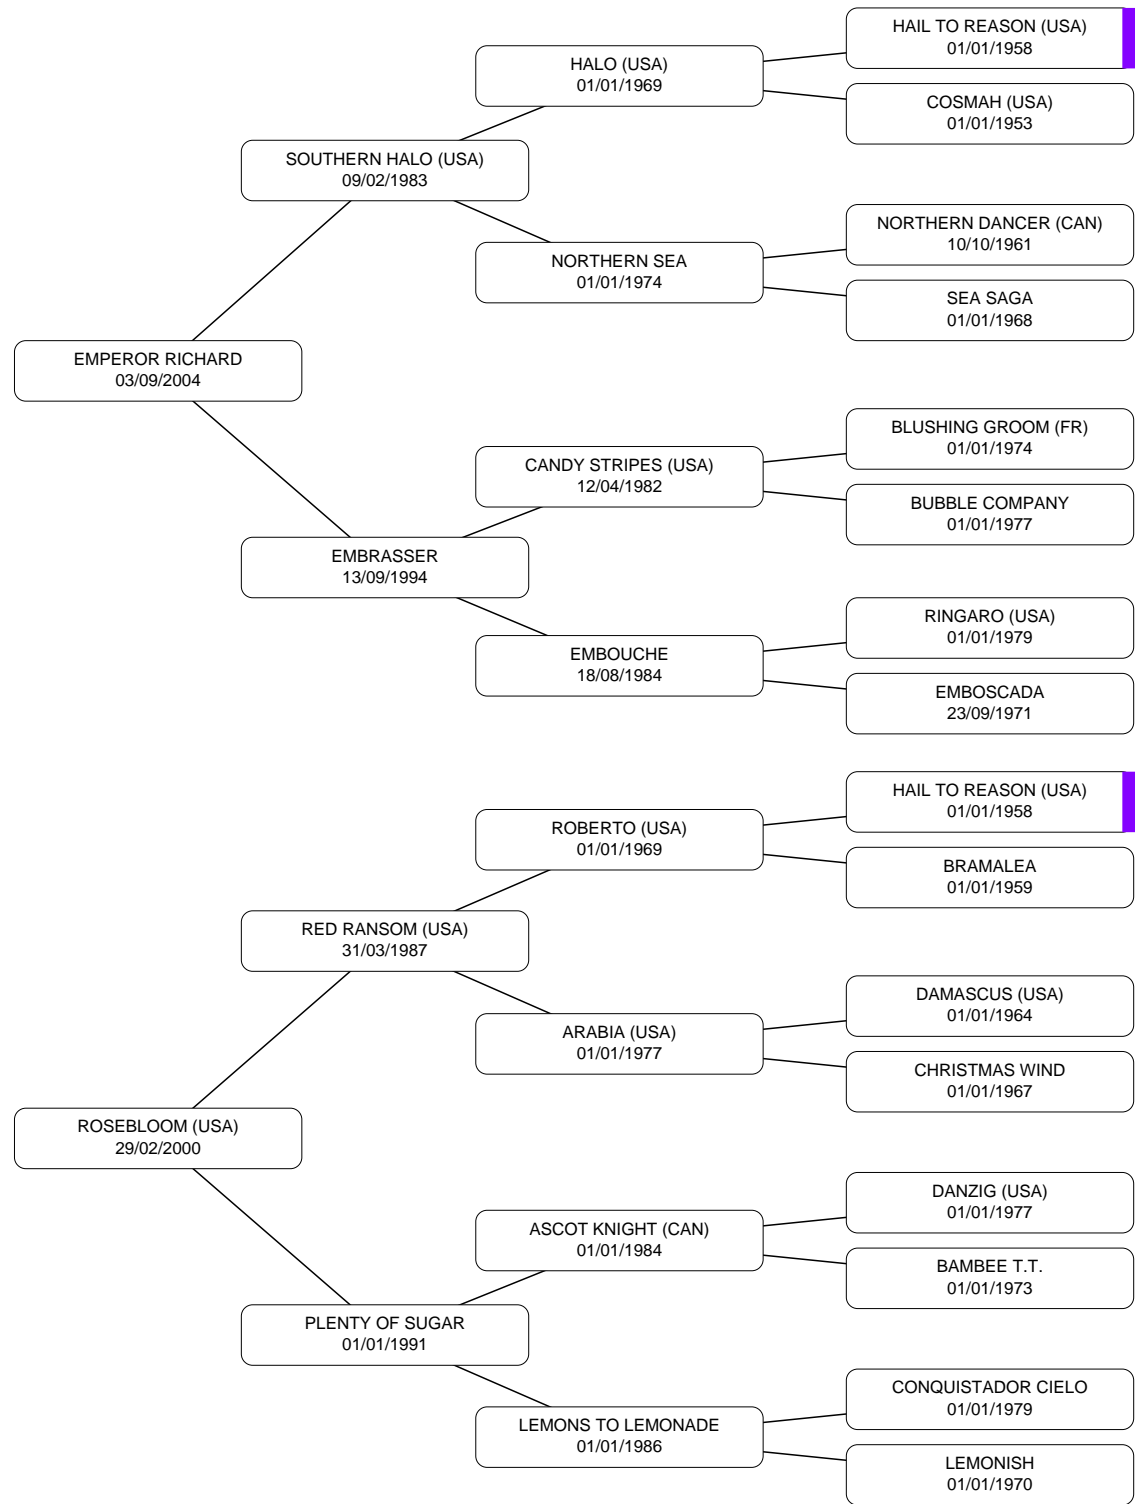 HAIL TO REASON (USA)
01/01/1958
HALO (USA)
01/01/1969
COSMAH (USA)
01/01/1953
SOUTHERN HALO (USA)
09/02/1983
NORTHERN DANCER (CAN)
10/10/1961
NORTHERN SEA
01/01/1974
SEA SAGA
01/01/1968
EMPEROR RICHARD
03/09/2004
BLUSHING GROOM (FR)
01/01/1974
CANDY STRIPES (USA)
12/04/1982
BUBBLE COMPANY
01/01/1977
EMBRASSER
13/09/1994
RINGARO (USA)
01/01/1979
EMBOUCHE
18/08/1984
EMBOSCADA
23/09/1971
HAIL TO REASON (USA)
01/01/1958
ROBERTO (USA)
01/01/1969
BRAMALEA
01/01/1959
RED RANSOM (USA)
31/03/1987
DAMASCUS (USA)
01/01/1964
ARABIA (USA)
01/01/1977
CHRISTMAS WIND
01/01/1967
ROSEBLOOM (USA)
29/02/2000
DANZIG (USA)
01/01/1977
ASCOT KNIGHT (CAN)
01/01/1984
BAMBEE T.T.
01/01/1973
PLENTY OF SUGAR
01/01/1991
CONQUISTADOR CIELO
01/01/1979
LEMONS TO LEMONADE
01/01/1986
LEMONISH
01/01/1970